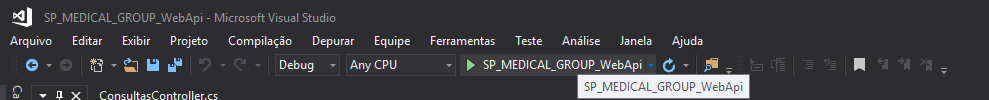 SP_MEDICAL_GROUP_WebApi - Microsoft Visual Studio
Arquivo Editar Exibir Projeto Compilação Depurar Equipe Ferramentas Teste Análise Janela Ajuda
Debug Any CPU SP_MEDICAL_GROUP_WebApi
SP_MEDICAL_GROUP_WebApi
ConsultasController.cs